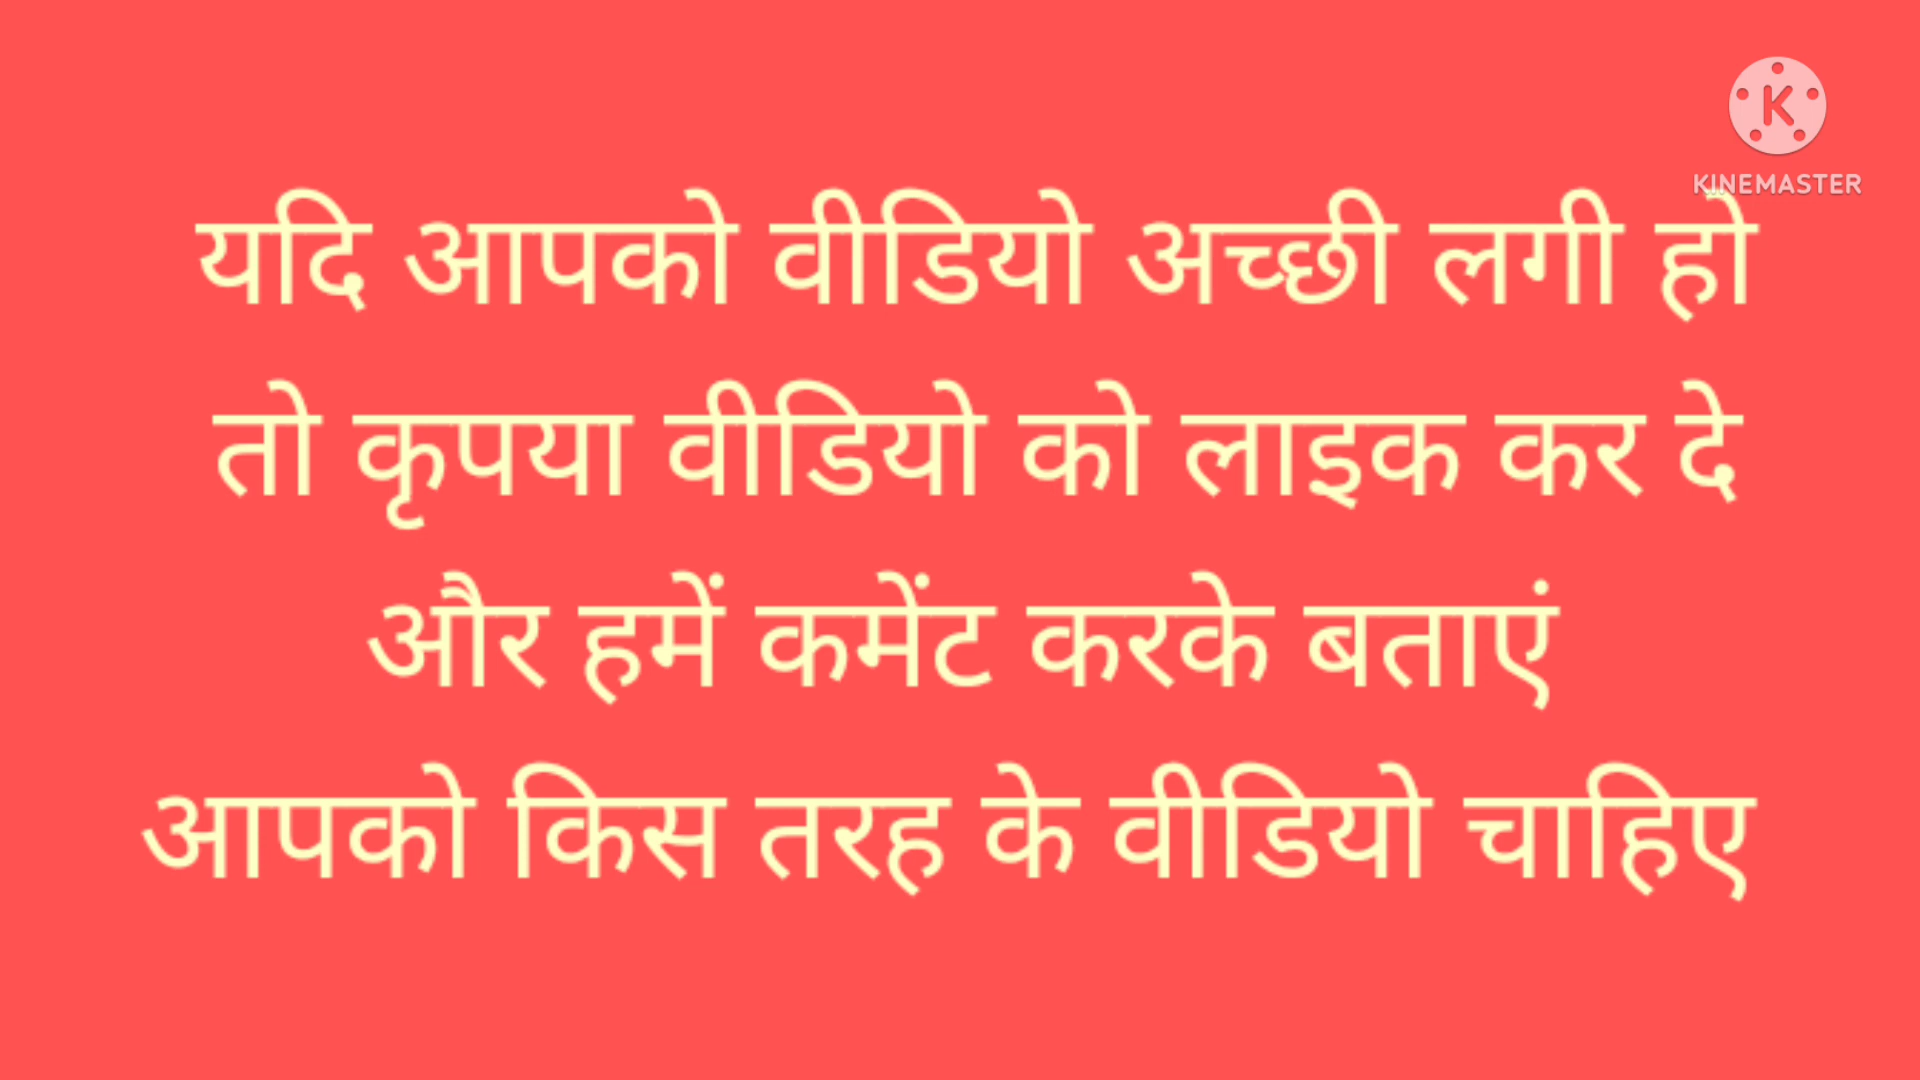 KINEMASTER
यदि आपको वीडियो अच्छी लगी हो
तो कृपया वीडियो को लाइक कर दे
और हमें कमेंट करके बताएं
आपको किस तरह के वीडियो चाहिए